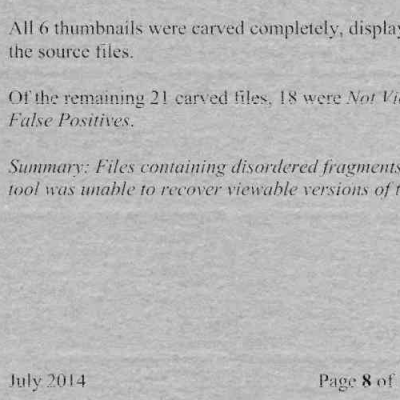 All 6 thumbnails were carved completely,
the source files.
Of the remaining 21 carved files, 18 were Not
False Positives.
Summary: Files containing disordered fragments
tool was unable to recover viewable versions of
July 2014
Page 8 of